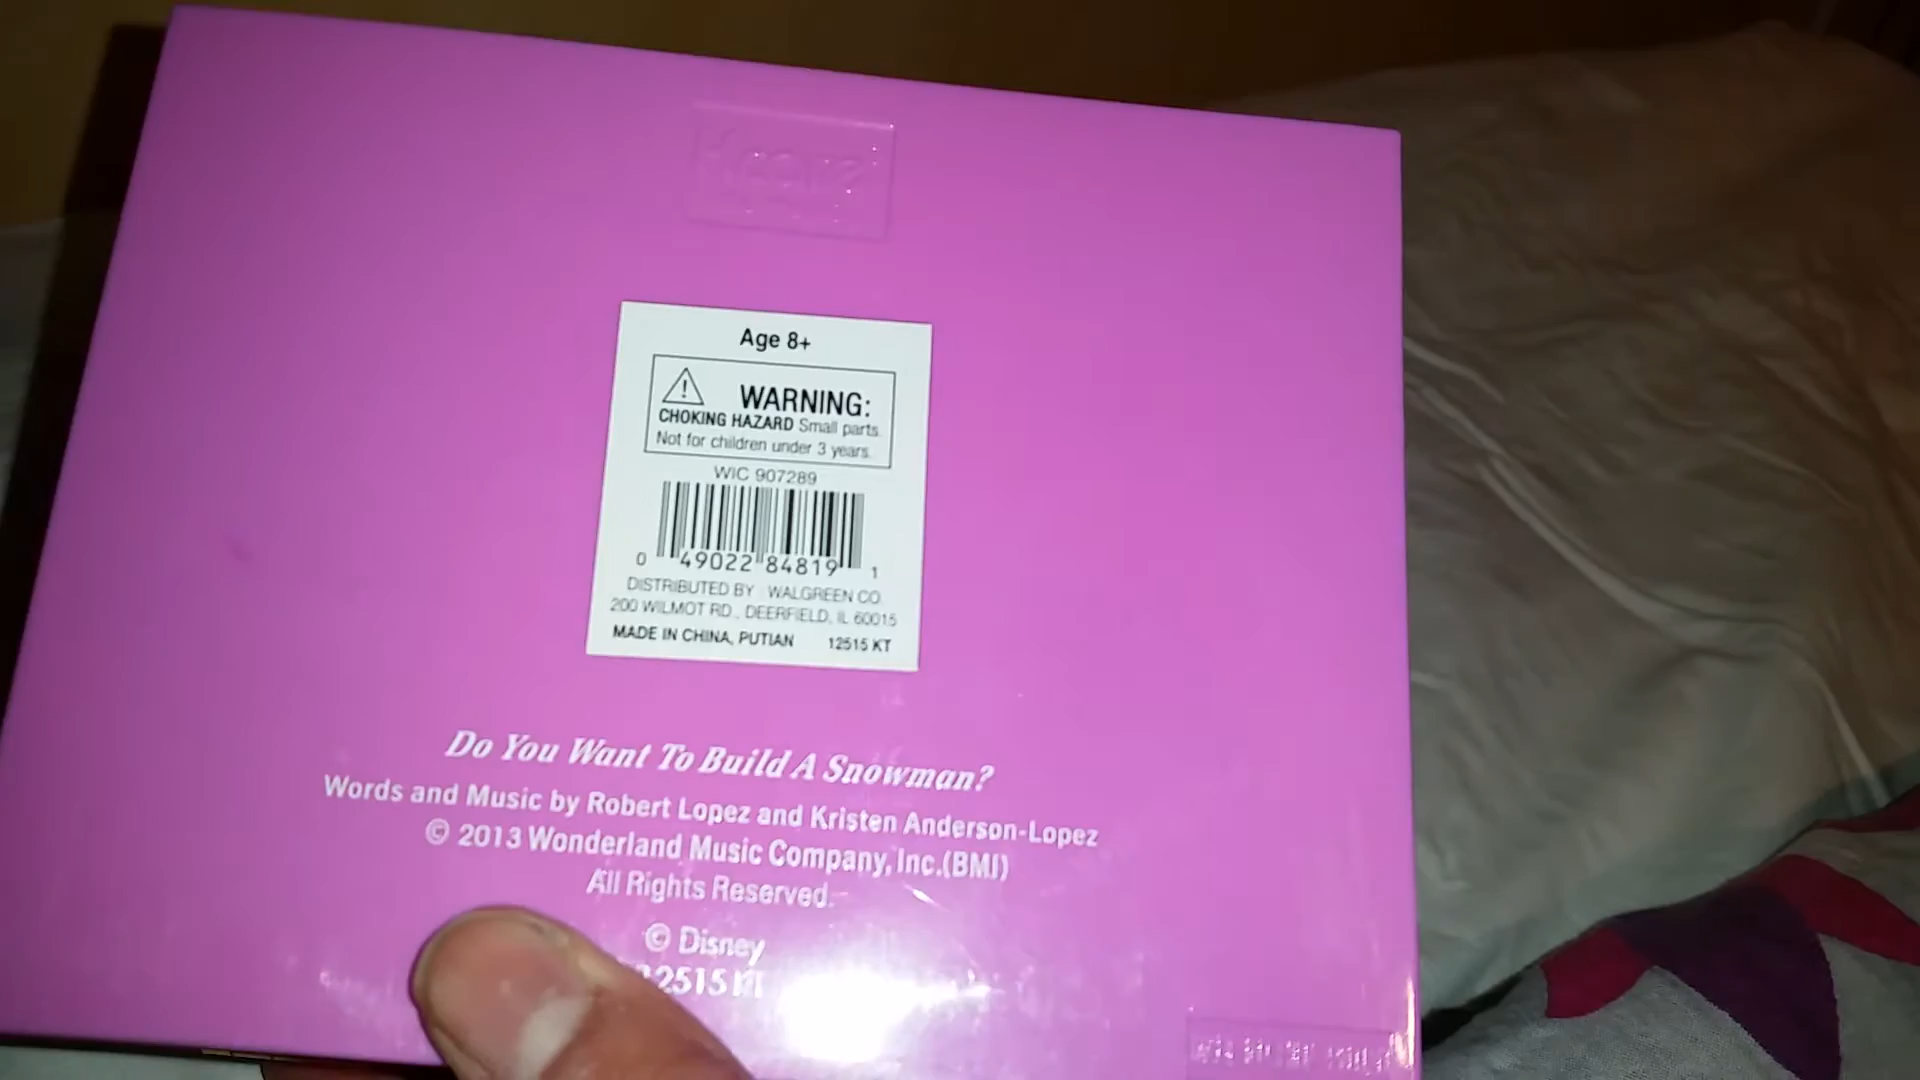 Age 8+
WARNING:
CHOKING HAZARD Small parts.
Not for children under 3 years.
WIC 907289
0 49022 84819 1
DISTRIBUTED BY : WALGREEN CO.
200 WILMOT RD., DEERFIELD, IL 60015
MADE IN CHINA, PUTIAN 12515 KT
Do You Want To Build A Snowman?
Words and Music by Robert Lopez and Kristen Anderson-Lopez
© 2013 Wonderland Music Company, Inc.(BMI)
All Rights Reserved.
© Disney